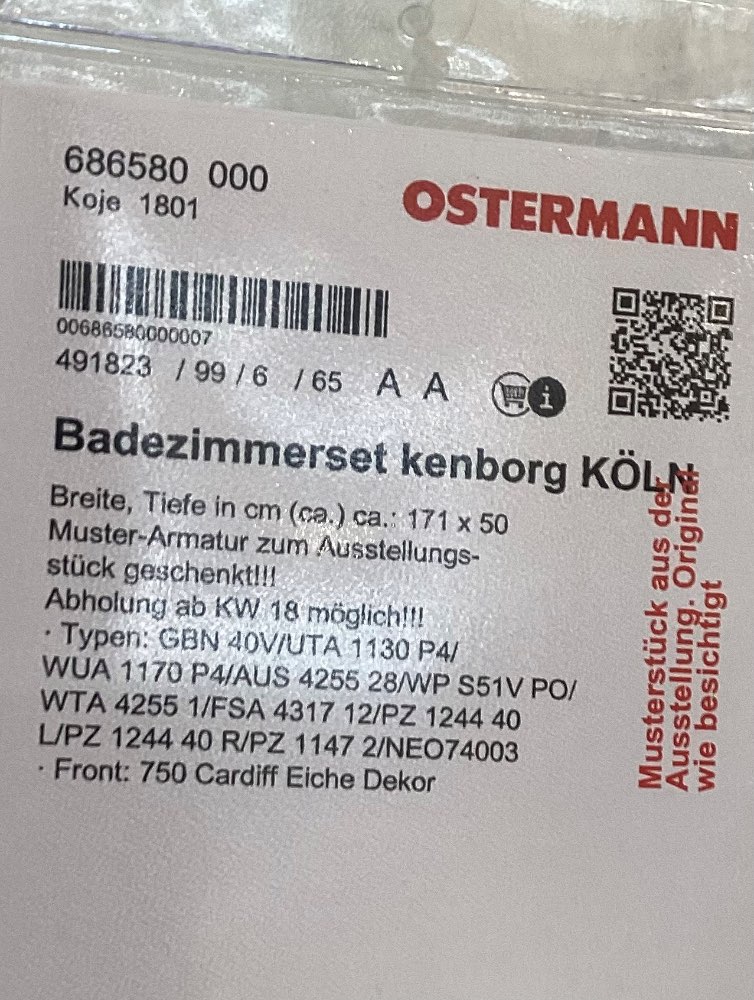 686580 000
Koje 1801
OSTERMANN
00686580000007
491823 / 99 / 6 / 65 A A
i
Badezimmerset kenborg KÖLN
Breite, Tiefe in cm (ca.) ca.: 171 x 50
Muster-Armatur zum Ausstellungs-
stück geschenkt!!!
Abholung ab KW 18 möglich!!!
· Typen: GBN 40V/UTA 1130 P4/
WUA 1170 P4/AUS 4255 28/WP S51V PO/
WTA 4255 1/FSA 4317 12/PZ 1244 40
L/PZ 1244 40 R/PZ 1147 2/NEO74003
· Front: 750 Cardiff Eiche Dekor
Musterstück aus der
Ausstellung. Original
wie besichtigt